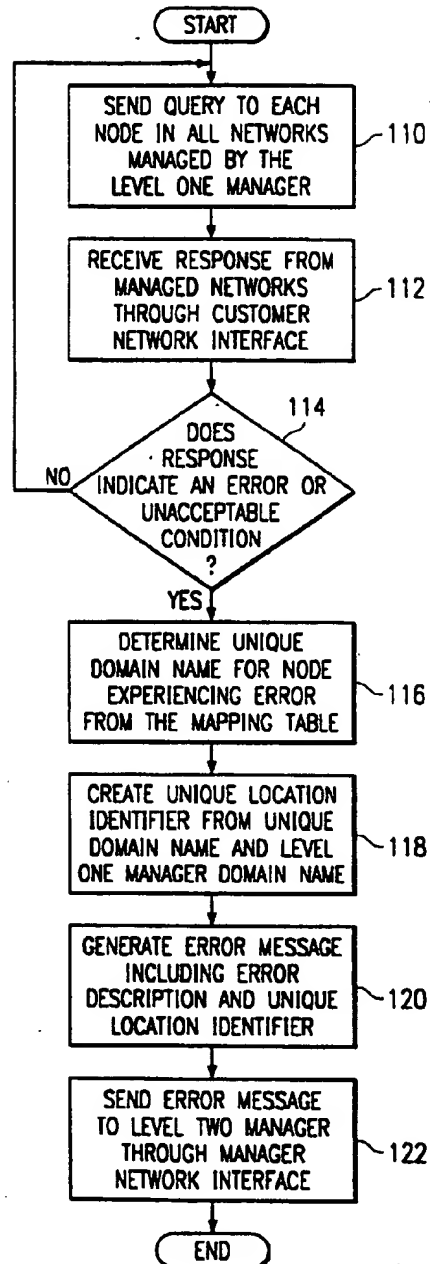 START
SEND QUERY TO EACH
NODE IN ALL NETWORKS
MANAGED BY THE
LEVEL ONE MANAGER
110
RECEIVE RESPONSE FROM
MANAGED NETWORKS
THROUGH CUSTOMER
NETWORK INTERFACE
112
114
DOES
RESPONSE
INDICATE AN ERROR OR
UNACCEPTABLE
CONDITION
?
NO
YES
DETERMINE UNIQUE
DOMAIN NAME FOR NODE
EXPERIENCING ERROR
FROM THE MAPPING TABLE
116
CREATE UNIQUE LOCATION
IDENTIFIER FROM UNIQUE
DOMAIN NAME AND LEVEL
ONE MANAGER DOMAIN NAME
118
GENERATE ERROR MESSAGE
INCLUDING ERROR
DESCRIPTION AND UNIQUE
LOCATION IDENTIFIER
120
SEND ERROR MESSAGE
TO LEVEL TWO MANAGER
THROUGH MANAGER
NETWORK INTERFACE
122
END